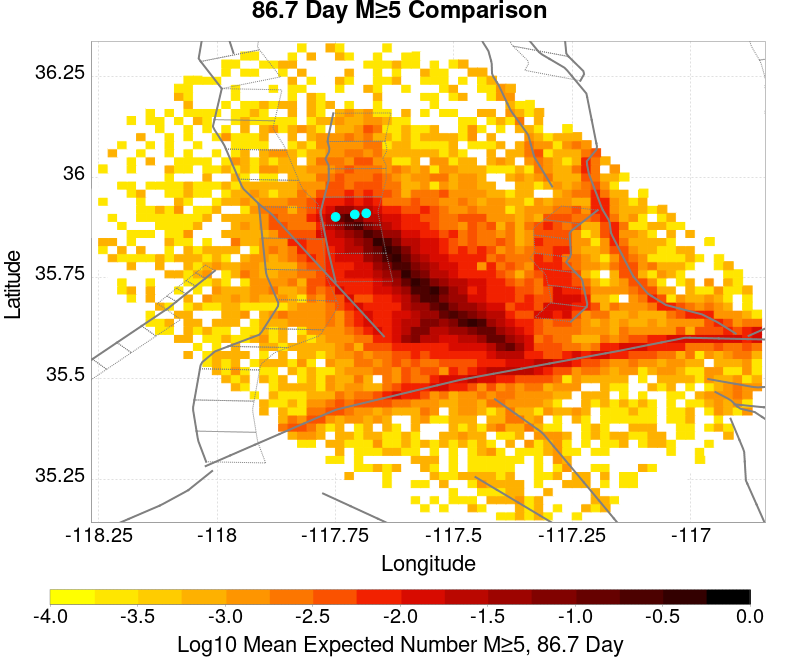 86.7 Day M≥5 Comparison
36.25
36
35.75
35.5
35.25
Latitude
-118.25 -118 -117.75 -117.5 -117.25 -117
Longitude
-4.0 -3.5 -3.0 -2.5 -2.0 -1.5 -1.0 -0.5 0.0
Log10 Mean Expected Number M≥5, 86.7 Day